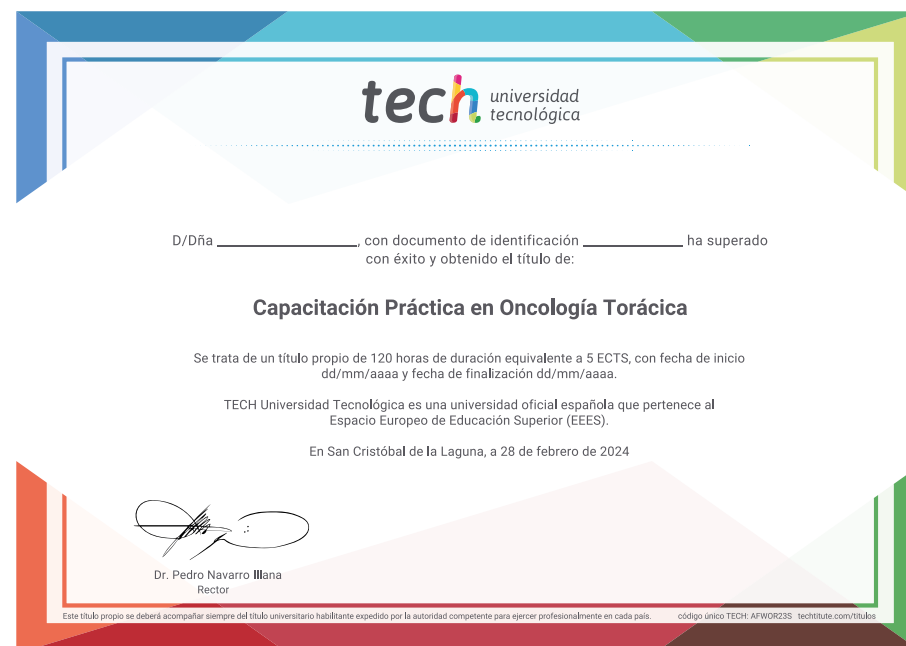 tech universidad
tecnológica
D/Dña ______________, con documento de identificación __________ ha superado
con éxito y obtenido el título de:
Capacitación Práctica en Oncología Torácica
Se trata de un título propio de 120 horas de duración equivalente a 5 ECTS, con fecha de inicio
dd/mm/aaaa y fecha de finalización dd/mm/aaaa.
TECH Universidad Tecnológica es una universidad oficial española que pertenece al
Espacio Europeo de Educación Superior (EEES).
En San Cristóbal de la Laguna, a 28 de febrero de 2024
Dr. Pedro Navarro Illana
Rector
Este título propio se deberá acompañar siempre del título universitario habilitante expedido por la autoridad competente para ejercer profesionalmente en cada país. código único TECH: AFWOR23S techtitute.com/titulos